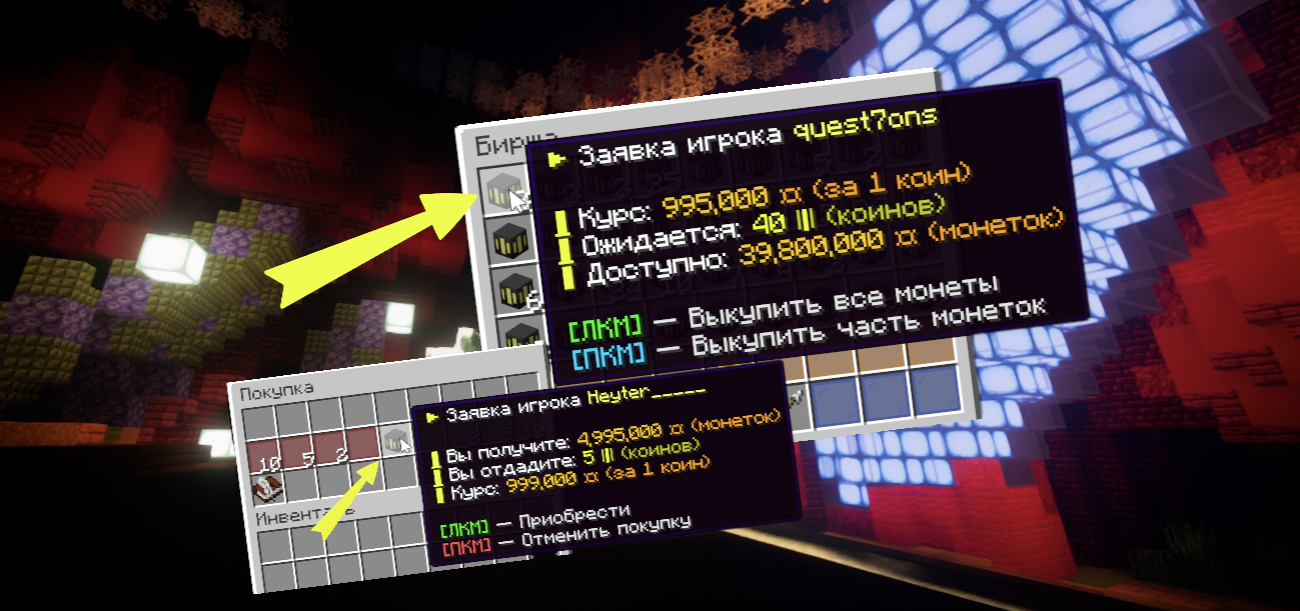 Биржа
► Заявка игрока quest7ons
Курс: 995,000 ¤ (за 1 коин)
Ожидается: 40 ||| (коинов)
Доступно: 39,800,000 ¤ (монеток)
[ЛКМ] — Выкупить все монеты
[ПКМ] — Выкупить часть монеток
Покупка
► Заявка игрока Heyter_____
Вы получите: 4,995,000 ¤ (монеток)
Вы отдадите: 5 ||| (коинов)
Курс: 999,000 ¤ (за 1 коин)
[ЛКМ] — Приобрести
[ПКМ] — Отменить покупку
10 5 2
Инвентарь